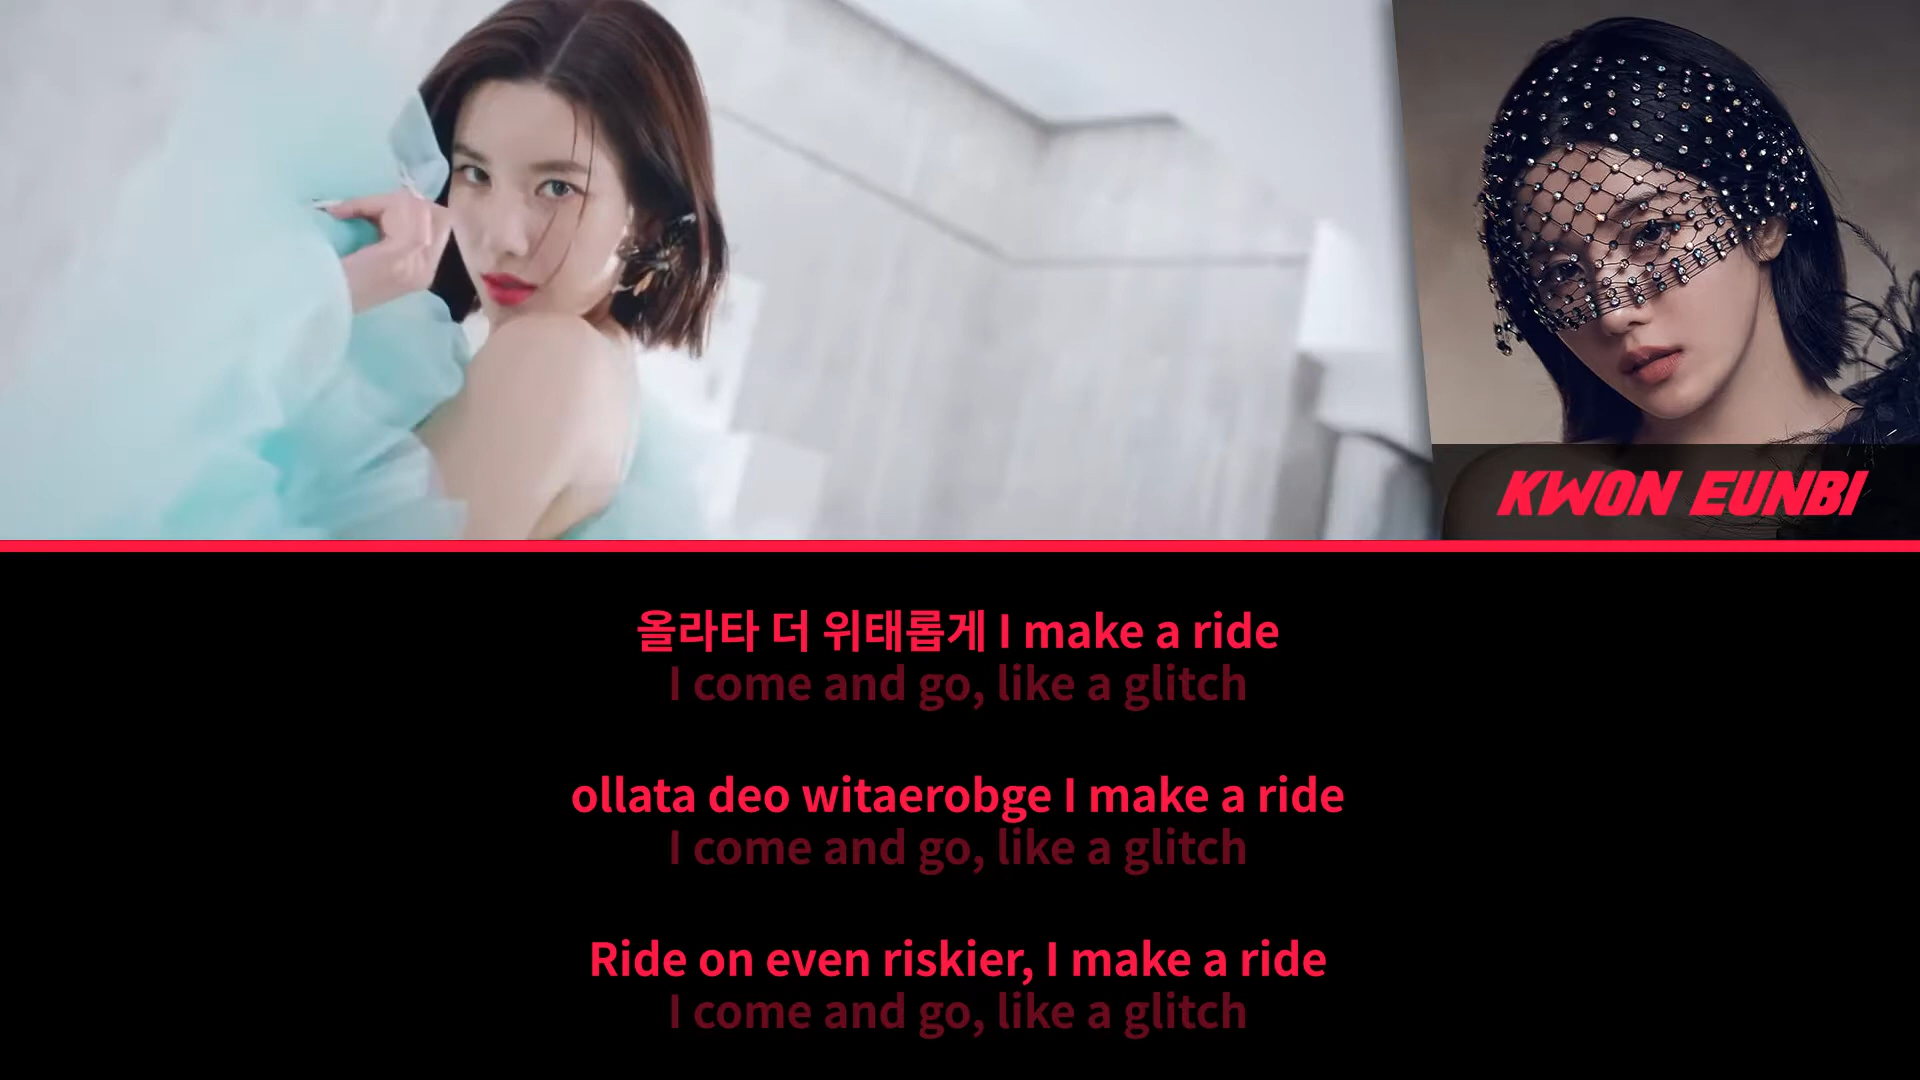 KWON EUNBI
올라타 더 위태롭게 I make a ride
I come and go, like a glitch
ollata deo witaerobge I make a ride
I come and go, like a glitch
Ride on even riskier, I make a ride
I come and go, like a glitch